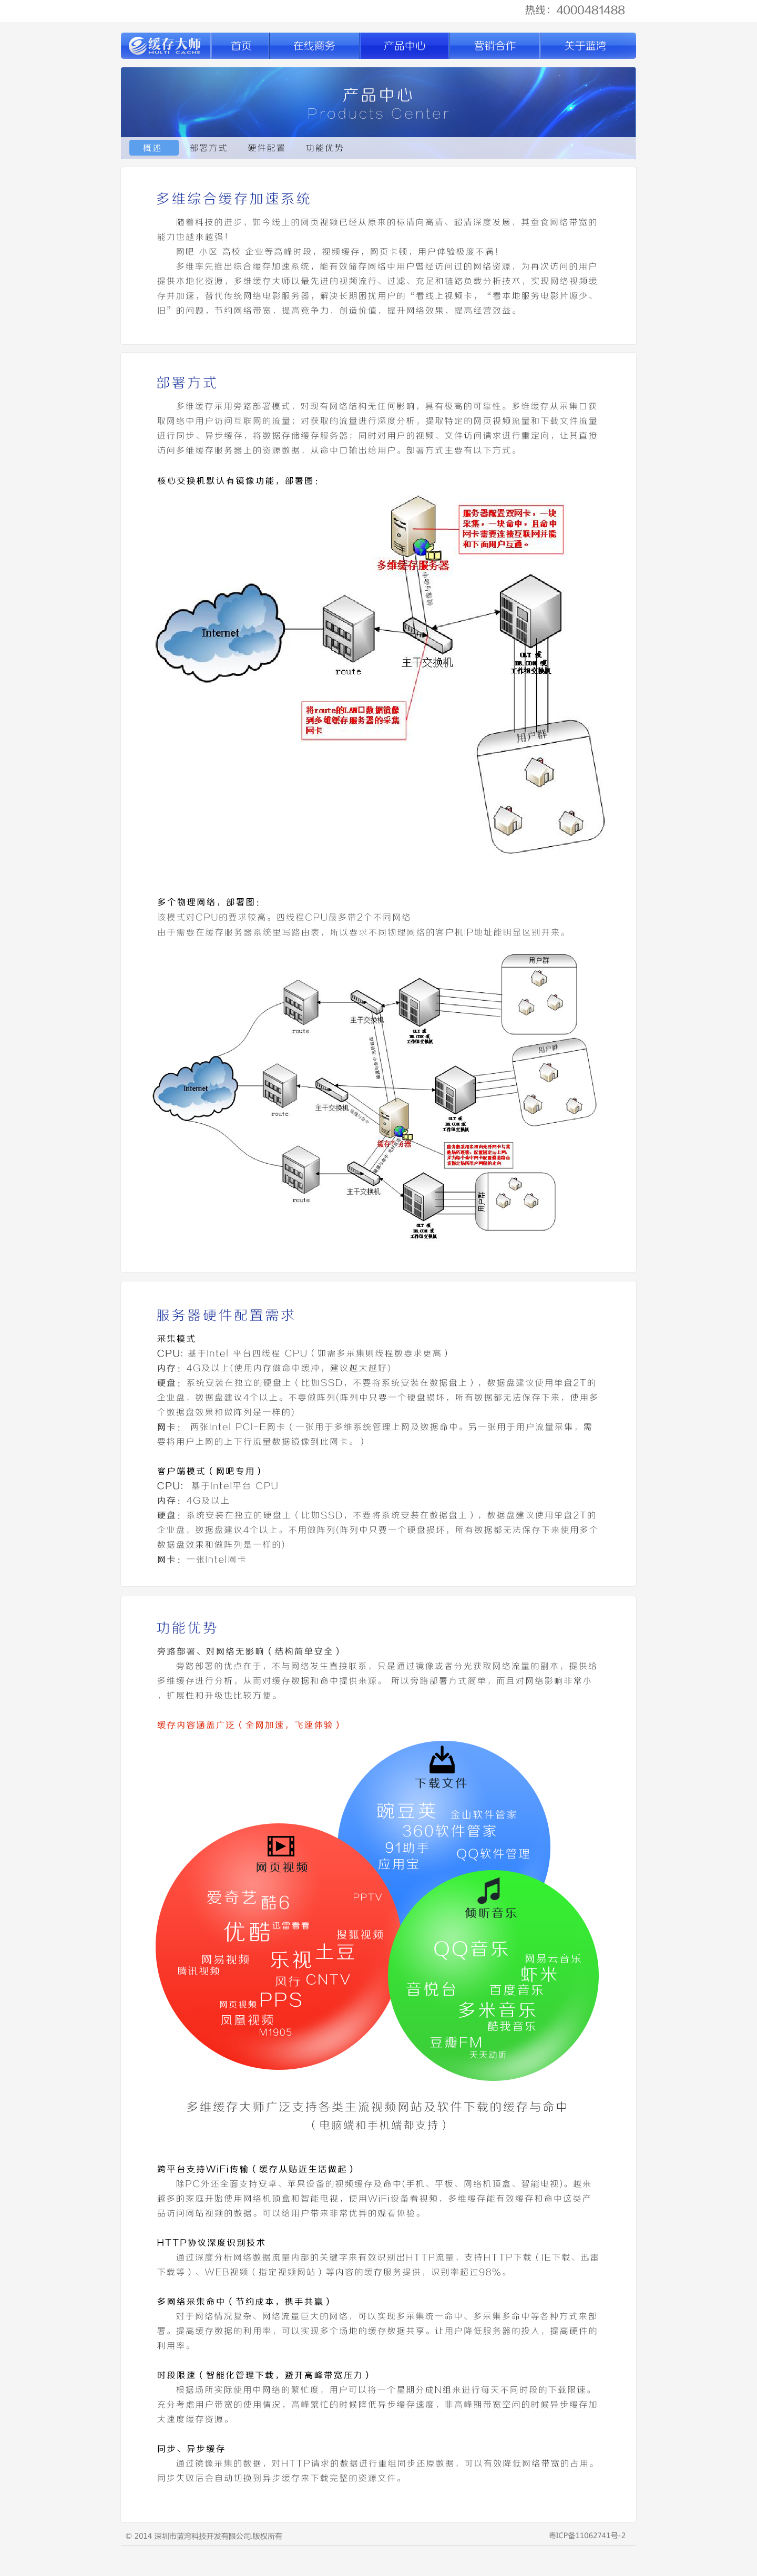 热线：4000481488
缓存大师
MULTI CACHE
首页
在线商务
产品中心
营销合作
关于蓝湾
产品中心
Products Center
概述
部署方式
硬件配置
功能优势
多维综合缓存加速系统
随着科技的进步，如今线上的网页视频已经从原来的标清向高清、超清深度发展，其蚕食网络带宽的
能力也越来越强！
网吧 小区 高校 企业等高峰时段，视频缓存，网页卡顿，用户体验极度不满！
多维率先推出综合缓存加速系统，能有效储存网络中用户曾经访问过的网络资源，为再次访问的用户
提供本地化资源，多维缓存大师以最先进的视频流行、过滤、充足和链路负载分析技术，实现网络视频缓
存并加速，替代传统网络电影服务器，解决长期困扰用户的“看线上视频卡，“看本地服务电影片源少、
旧”的问题，节约网络带宽，提高竞争力，创造价值，提升网络效果，提高经营效益。
部署方式
多维缓存采用旁路部署模式，对现有网络结构无任何影响，具有极高的可靠性。多维缓存从采集口获
取网络中用户访问互联网的流量；对获取的流量进行深度分析，提取特定的网页视频流量和下载文件流量
进行同步、异步缓存，将数据存储缓存服务器；同时对用户的视频、文件访问请求进行重定向，让其直接
访问多维缓存服务器上的资源数据，从命中口输出给用户。部署方式主要有以下方式。
核心交换机默认有镜像功能，部署图：
服务器配置双网卡，一块
采集，一块命中，且命中
网卡需要连接互联网并能
和下面用户互通。
多维缓存服务器
Internet
route
主干交换机
OLT 或
BR.COM 或
工作组交换机
将route的LAN口数据镜像
到多维缓存服务器的采集
网卡
用户群
多个物理网络，部署图：
该模式对CPU的要求较高。四线程CPU最多带2个不同网络
由于需要在缓存服务器系统里写路由表，所以要求不同物理网络的客户机IP地址能明显区别开来。
用户群
route
主干交换机
OLT 或
BR.COM 或
工作组交换机
用户群
Internet
route
主干交换机
OLT 或
BR.COM 或
工作组交换机
缓存服务器
route
主干交换机
用户群
OLT 或
BR.COM 或
工作组交换机
服务器硬件配置需求
采集模式
CPU: 基于Intel 平台四线程 CPU（如需多采集则线程数要求更高）
内存：4G及以上(使用内存做命中缓冲，建议越大越好)
硬盘：系统安装在独立的硬盘上（比如SSD，不要将系统安装在数据盘上），数据盘建议使用单盘2T的
企业盘，数据盘建议4个以上。不要做阵列(阵列中只要一个硬盘损坏，所有数据都无法保存下来，使用多
个数据盘效果和做阵列是一样的)
网卡： 两张Intel PCI-E网卡（一张用于多维系统管理上网及数据命中。另一张用于用户流量采集，需
要将用户上网的上下行流量数据镜像到此网卡。）
客户端模式（网吧专用）
CPU: 基于Intel平台 CPU
内存：4G及以上
硬盘：系统安装在独立的硬盘上（比如SSD，不要将系统安装在数据盘上），数据盘建议使用单盘2T的
企业盘，数据盘建议4个以上。不用做阵列(阵列中只要一个硬盘损坏，所有数据都无法保存下来使用多个
数据盘效果和做阵列是一样的)
网卡：一张Intel网卡
功能优势
旁路部署、对网络无影响（结构简单安全）
旁路部署的优点在于，不与网络发生直接联系，只是通过镜像或者分光获取网络流量的副本，提供给
多维缓存进行分析，从而对缓存数据和命中提供来源。 所以旁路部署方式简单，而且对网络影响非常小
，扩展性和升级也比较方便。
缓存内容涵盖广泛（全网加速，飞速体验）
下载文件
豌豆荚
金山软件管家
360软件管家
91助手
QQ软件管理
应用宝
网页视频
爱奇艺
酷6
PPTV
优酷
迅雷看看
搜狐视频
网易视频
乐视
土豆
腾讯视频
风行
CNTV
网页视频
PPS
凤凰视频
M1905
倾听音乐
QQ音乐
网易云音乐
虾米
音悦台
百度音乐
多米音乐
酷我音乐
豆瓣FM
天天动听
多维缓存大师广泛支持各类主流视频网站及软件下载的缓存与命中
（电脑端和手机端都支持）
跨平台支持WiFi传输（缓存从贴近生活做起）
除PC外还全面支持安卓、苹果设备的视频缓存及命中(手机、平板、网络机顶盒、智能电视)。越来
越多的家庭开始使用网络机顶盒和智能电视，使用WiFi设备看视频，多维缓存能有效缓存和命中这类产
品访问网站视频的数据。可以给用户带来非常优异的观看体验。
HTTP协议深度识别技术
通过深度分析网络数据流量内部的关键字来有效识别出HTTP流量，支持HTTP下载（IE下载、迅雷
下载等）、WEB视频（指定视频网站）等内容的缓存服务提供，识别率超过98%。
多网络采集命中（节约成本，携手共赢）
对于网络情况复杂、网络流量巨大的网络，可以实现多采集统一命中、多采集多命中等各种方式来部
署。提高缓存数据的利用率，可以实现多个场地的缓存数据共享。让用户降低服务器的投入，提高硬件的
利用率。
时段限速（智能化管理下载，避开高峰带宽压力）
根据场所实际使用中网络的繁忙度，用户可以将一个星期分成N组来进行每天不同时段的下载限速。
充分考虑用户带宽的使用情况，高峰繁忙的时候降低异步缓存速度，非高峰期带宽空闲的时候异步缓存加
大速度缓存资源。
同步、异步缓存
通过镜像采集的数据，对HTTP请求的数据进行重组同步还原数据，可以有效降低网络带宽的占用。
同步失败后会自动切换到异步缓存来下载完整的资源文件。
© 2014 深圳市蓝湾科技开发有限公司.版权所有
粤ICP备11062741号-2